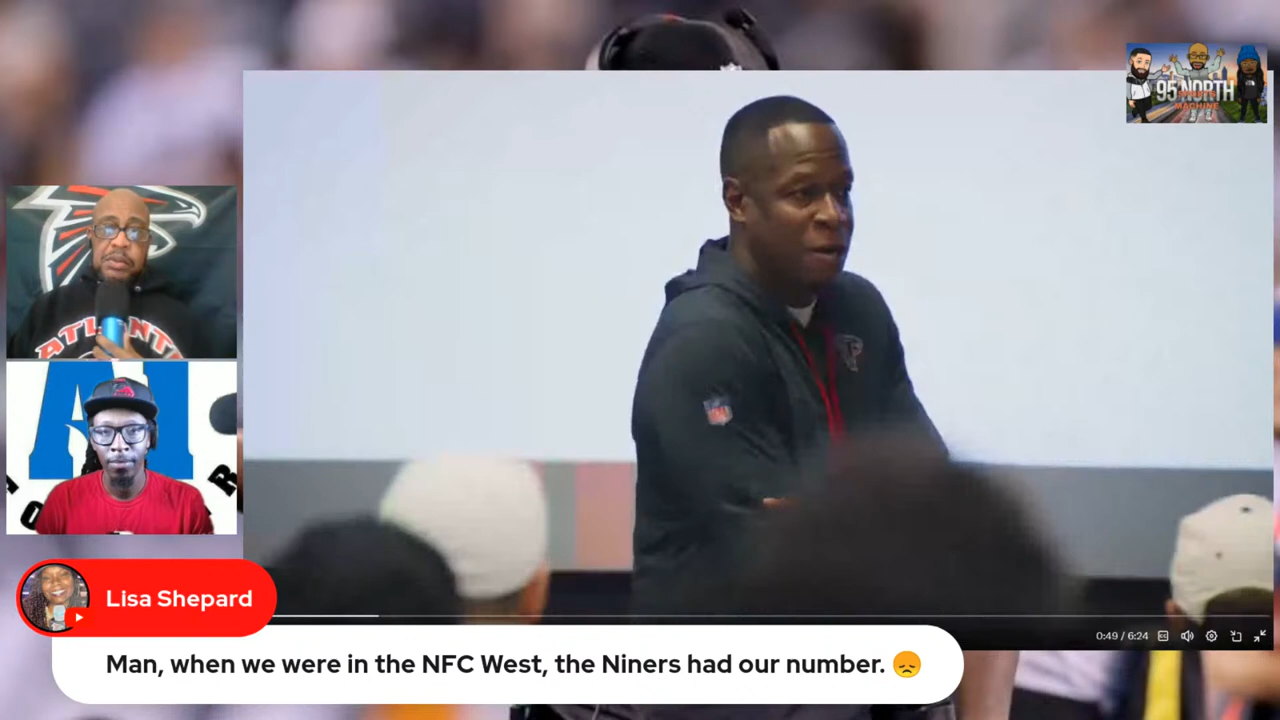 95 NORTH
SPORTS
MACHINE
ATLANTA
Lisa Shepard
Man, when we were in the NFC West, the Niners had our number. 😞
0:49 / 6:24